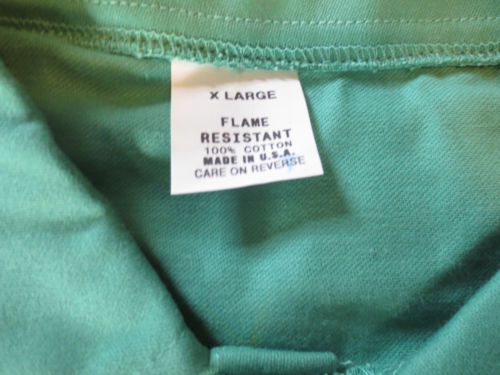 X LARGE
FLAME
RESISTANT
100% COTTON
MADE IN U.S.A.
CARE ON REVERSE